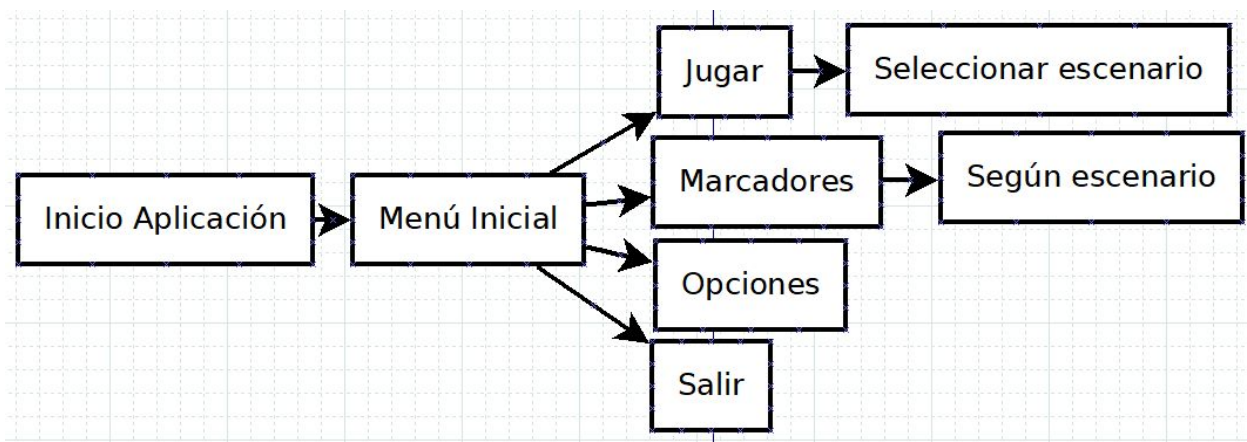 Jugar
Seleccionar escenario
Marcadores
Según escenario
Inicio Aplicación
Menú Inicial
Opciones
Salir